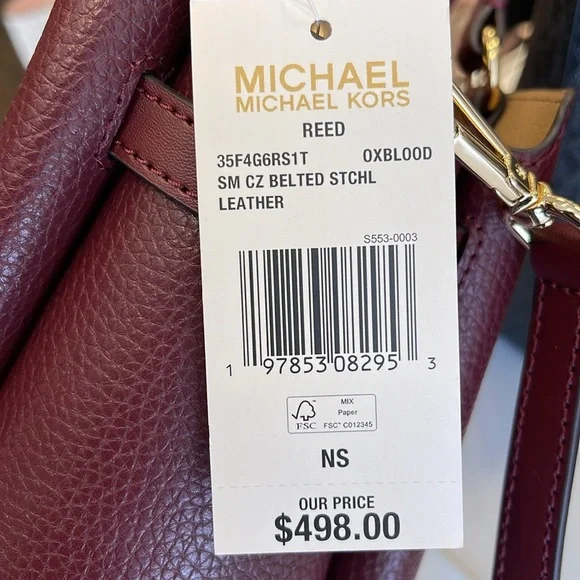 MICHAEL
MICHAEL KORS
REED
35F4G6RS1T OXBLOOD
SM CZ BELTED STCHL
LEATHER
S553-0003
1 97853 08295 3
FSC
MIX
Paper
FSC® C012345
NS
OUR PRICE
$498.00